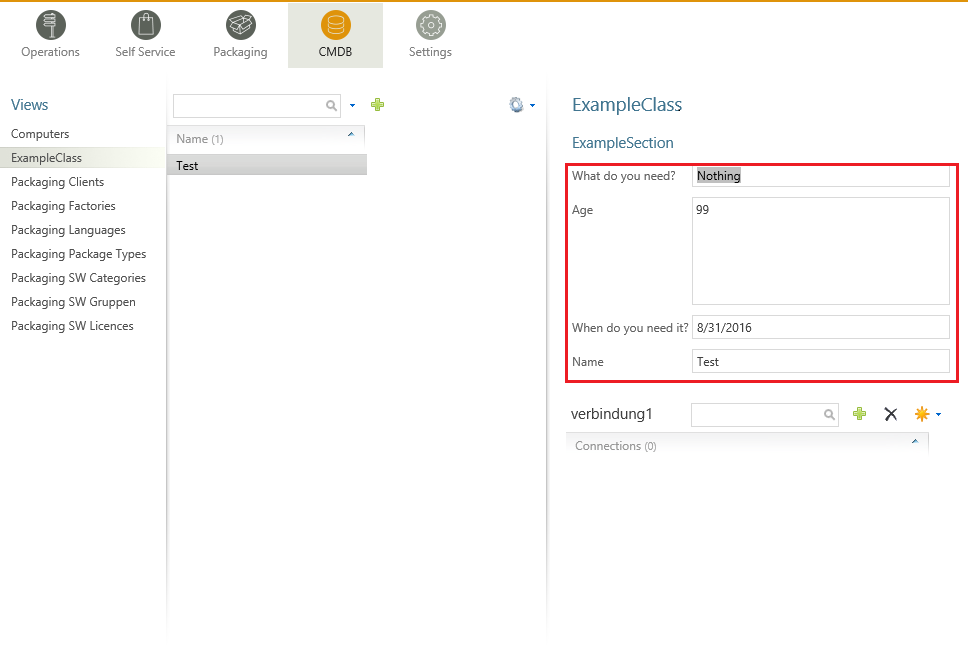 Operations
Self Service
Packaging
CMDB
Settings
Views
Computers
ExampleClass
Packaging Clients
Packaging Factories
Packaging Languages
Packaging Package Types
Packaging SW Categories
Packaging SW Gruppen
Packaging SW Licences
Name (1)
Test
ExampleClass
ExampleSection
What do you need? Nothing
Age 99
When do you need it? 8/31/2016
Name Test
verbindung1
Connections (0)